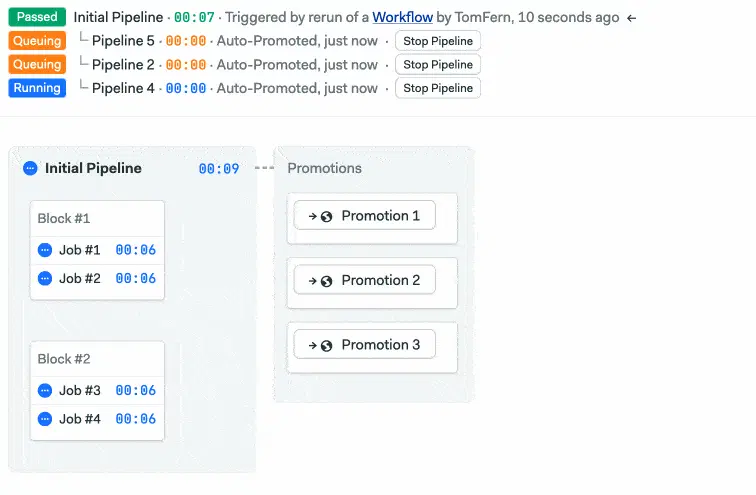 Passed Initial Pipeline · 00:07 · Triggered by rerun of a Workflow by TomFern, 10 seconds ago ←
Queuing └ Pipeline 5 · 00:00 · Auto-Promoted, just now · Stop Pipeline
Queuing └ Pipeline 2 · 00:00 · Auto-Promoted, just now · Stop Pipeline
Running └ Pipeline 4 · 00:00 · Auto-Promoted, just now · Stop Pipeline
Initial Pipeline 00:09
Block #1
Job #1 00:06
Job #2 00:06
Block #2
Job #3 00:06
Job #4 00:06
Promotions
→ Promotion 1
→ Promotion 2
→ Promotion 3